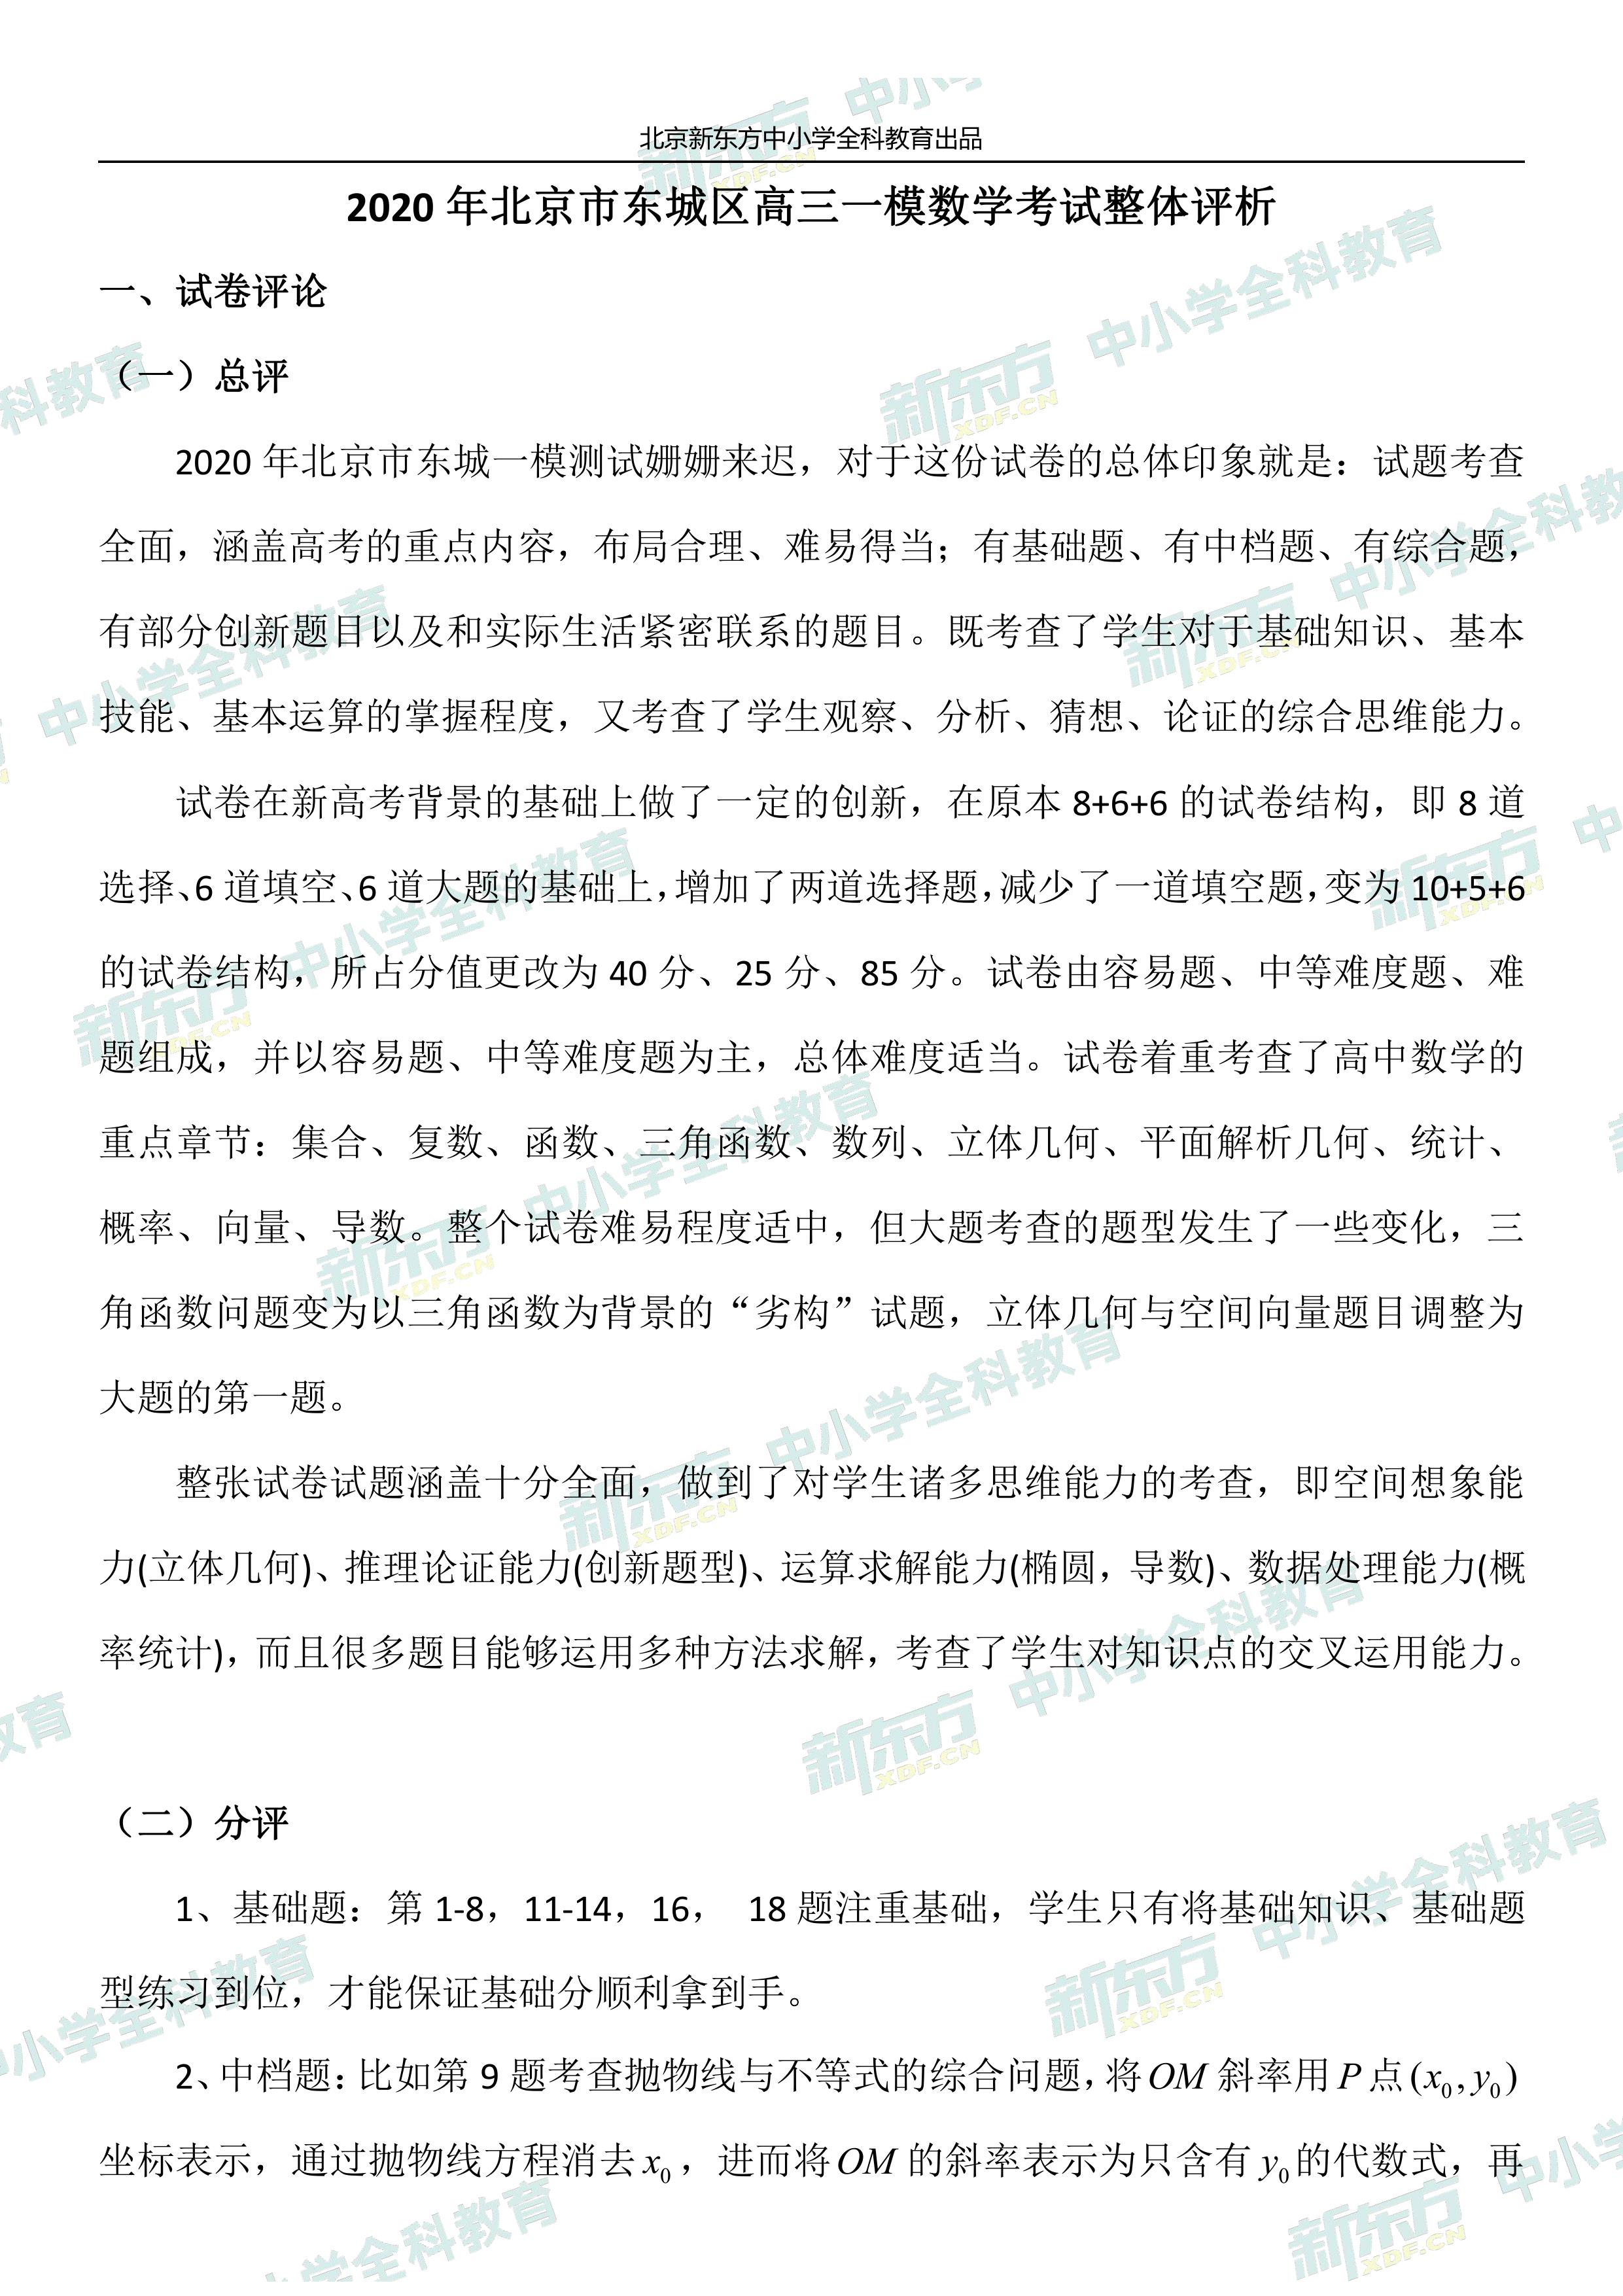 北京新东方中小学全科教育出品
2020 年北京市东城区高三一模数学考试整体评析
一、试卷评论
（一）总评
2020 年北京市东城一模测试姗姗来迟，对于这份试卷的总体印象就是：试题考查
全面，涵盖高考的重点内容，布局合理、难易得当；有基础题、有中档题、有综合题，
有部分创新题目以及和实际生活紧密联系的题目。既考查了学生对于基础知识、基本
技能、基本运算的掌握程度，又考查了学生观察、分析、猜想、论证的综合思维能力。
试卷在新高考背景的基础上做了一定的创新，在原本 8+6+6 的试卷结构，即 8 道
选择、6 道填空、6 道大题的基础上，增加了两道选择题，减少了一道填空题，变为 10+5+6
的试卷结构，所占分值更改为 40 分、25 分、85 分。试卷由容易题、中等难度题、难
题组成，并以容易题、中等难度题为主，总体难度适当。试卷着重考查了高中数学的
重点章节：集合、复数、函数、三角函数、数列、立体几何、平面解析几何、统计、
概率、向量、导数。整个试卷难易程度适中，但大题考查的题型发生了一些变化，三
角函数问题变为以三角函数为背景的“劣构”试题，立体几何与空间向量题目调整为
大题的第一题。
整张试卷试题涵盖十分全面，做到了对学生诸多思维能力的考查，即空间想象能
力(立体几何)、推理论证能力(创新题型)、运算求解能力(椭圆，导数)、数据处理能力(概
率统计)，而且很多题目能够运用多种方法求解，考查了学生对知识点的交叉运用能力。
（二）分评
1、基础题：第 1-8，11-14，16， 18 题注重基础，学生只有将基础知识、基础题
型练习到位，才能保证基础分顺利拿到手。
2、中档题：比如第 9 题考查抛物线与不等式的综合问题，将 OM 斜率用 P 点 (x₀, y₀)
坐标表示，通过抛物线方程消去 x₀，进而将 OM 的斜率表示为只含有 y₀ 的代数式，再